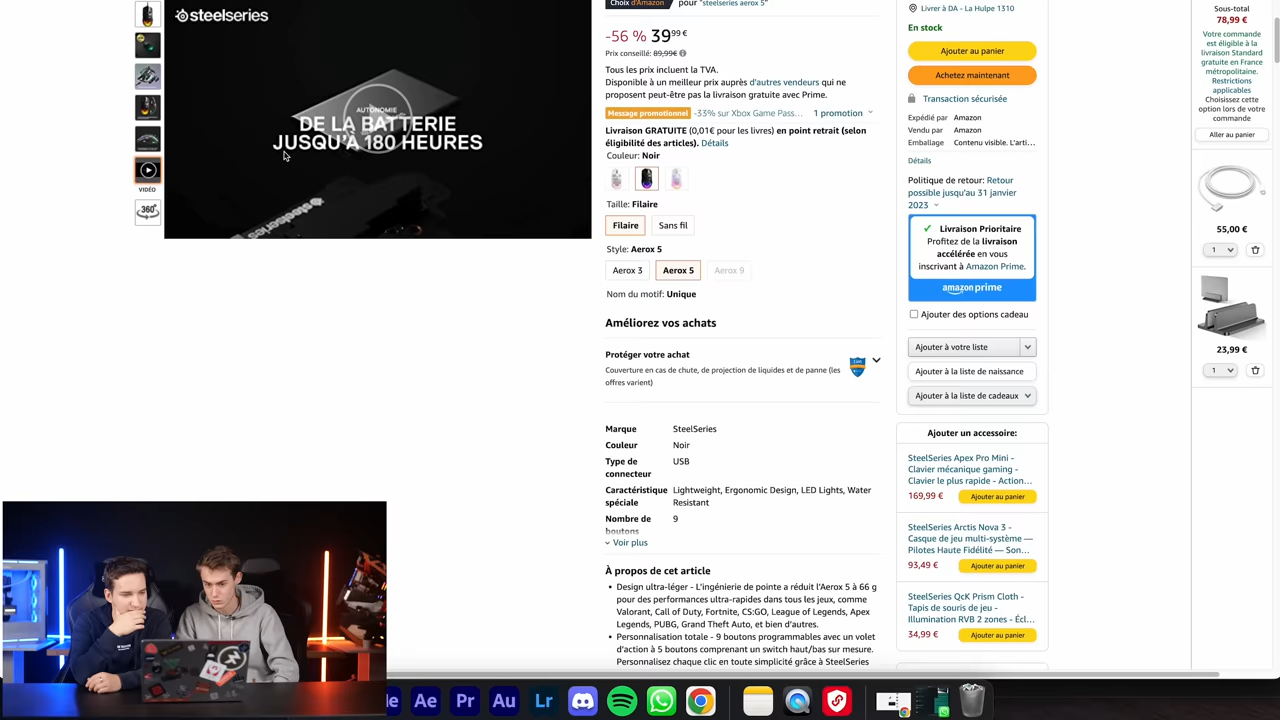 steelseries
AUTONOMIE
DE LA BATTERIE
JUSQU'À 180 HEURES
VIDÉO
360°
Choix d'Amazon pour "steelseries aerox 5"
-56 % 39,99 €
Prix conseillé: 89,99€
Tous les prix incluent la TVA.
Disponible à un meilleur prix auprès d'autres vendeurs qui ne
proposent peut-être pas la livraison gratuite avec Prime.
Message promotionnel -33% sur Xbox Game Pass… 1 promotion
Livraison GRATUITE (0,01€ pour les livres) en point retrait (selon
éligibilité des articles). Détails
Couleur: Noir
Taille: Filaire
Filaire Sans fil
Style: Aerox 5
Aerox 3 Aerox 5 Aerox 9
Nom du motif: Unique
Améliorez vos achats
Protéger votre achat
Couverture en cas de chute, de projection de liquides et de panne (les
offres varient)
Marque SteelSeries
Couleur Noir
Type de connecteur USB
Caractéristique spéciale Lightweight, Ergonomic Design, LED Lights, Water
Resistant
Nombre de boutons 9
Voir plus
À propos de cet article
• Design ultra-léger - L'ingénierie de pointe a réduit l'Aerox 5 à 66 g
pour des performances ultra-rapides dans tous les jeux, comme
Valorant, Call of Duty, Fortnite, CS:GO, League of Legends, Apex
Legends, PUBG, Grand Theft Auto, et bien d'autres.
• Personnalisation totale - 9 boutons programmables avec un volet
d'action à 5 boutons comprenant un switch haut/bas sur mesure.
Personnalisez chaque clic en toute simplicité grâce à SteelSeries
Livrer à DA - La Hulpe 1310
En stock
Ajouter au panier
Achetez maintenant
Transaction sécurisée
Expédié par Amazon
Vendu par Amazon
Emballage Contenu visible. L'arti…
Détails
Politique de retour: Retour
possible jusqu'au 31 janvier
2023
Livraison Prioritaire
Profitez de la livraison
accélérée en vous
inscrivant à Amazon Prime.
amazon prime
Ajouter des options cadeau
Ajouter à votre liste
Ajouter à la liste de naissance
Ajouter à la liste de cadeaux
Ajouter un accessoire:
SteelSeries Apex Pro Mini -
Clavier mécanique gaming -
Clavier le plus rapide - Action…
169,99 € Ajouter au panier
SteelSeries Arctis Nova 3 -
Casque de jeu multi-système —
Pilotes Haute Fidélité — Son…
93,49 € Ajouter au panier
SteelSeries QcK Prism Cloth -
Tapis de souris de jeu -
Illumination RVB 2 zones - Écl…
34,99 € Ajouter au panier
Sous-total
78,99 €
Votre commande
est éligible à la
livraison Standard
gratuite en France
métropolitaine.
Restrictions
applicables
Choisissez cette
option lors de votre
commande
Aller au panier
55,00 €
1
23,99 €
1
Ae Pr Au Lr